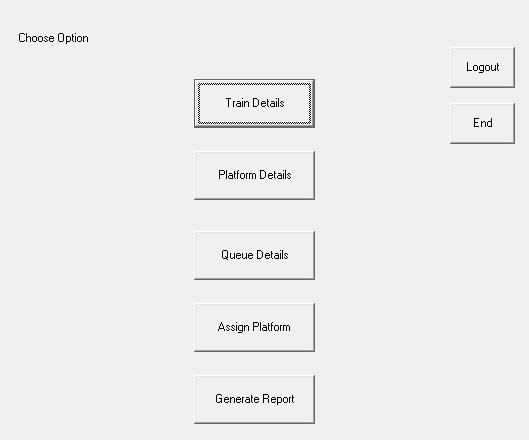 Choose Option
Logout
Train Details
End
Platform Details
Queue Details
Assign Platform
Generate Report